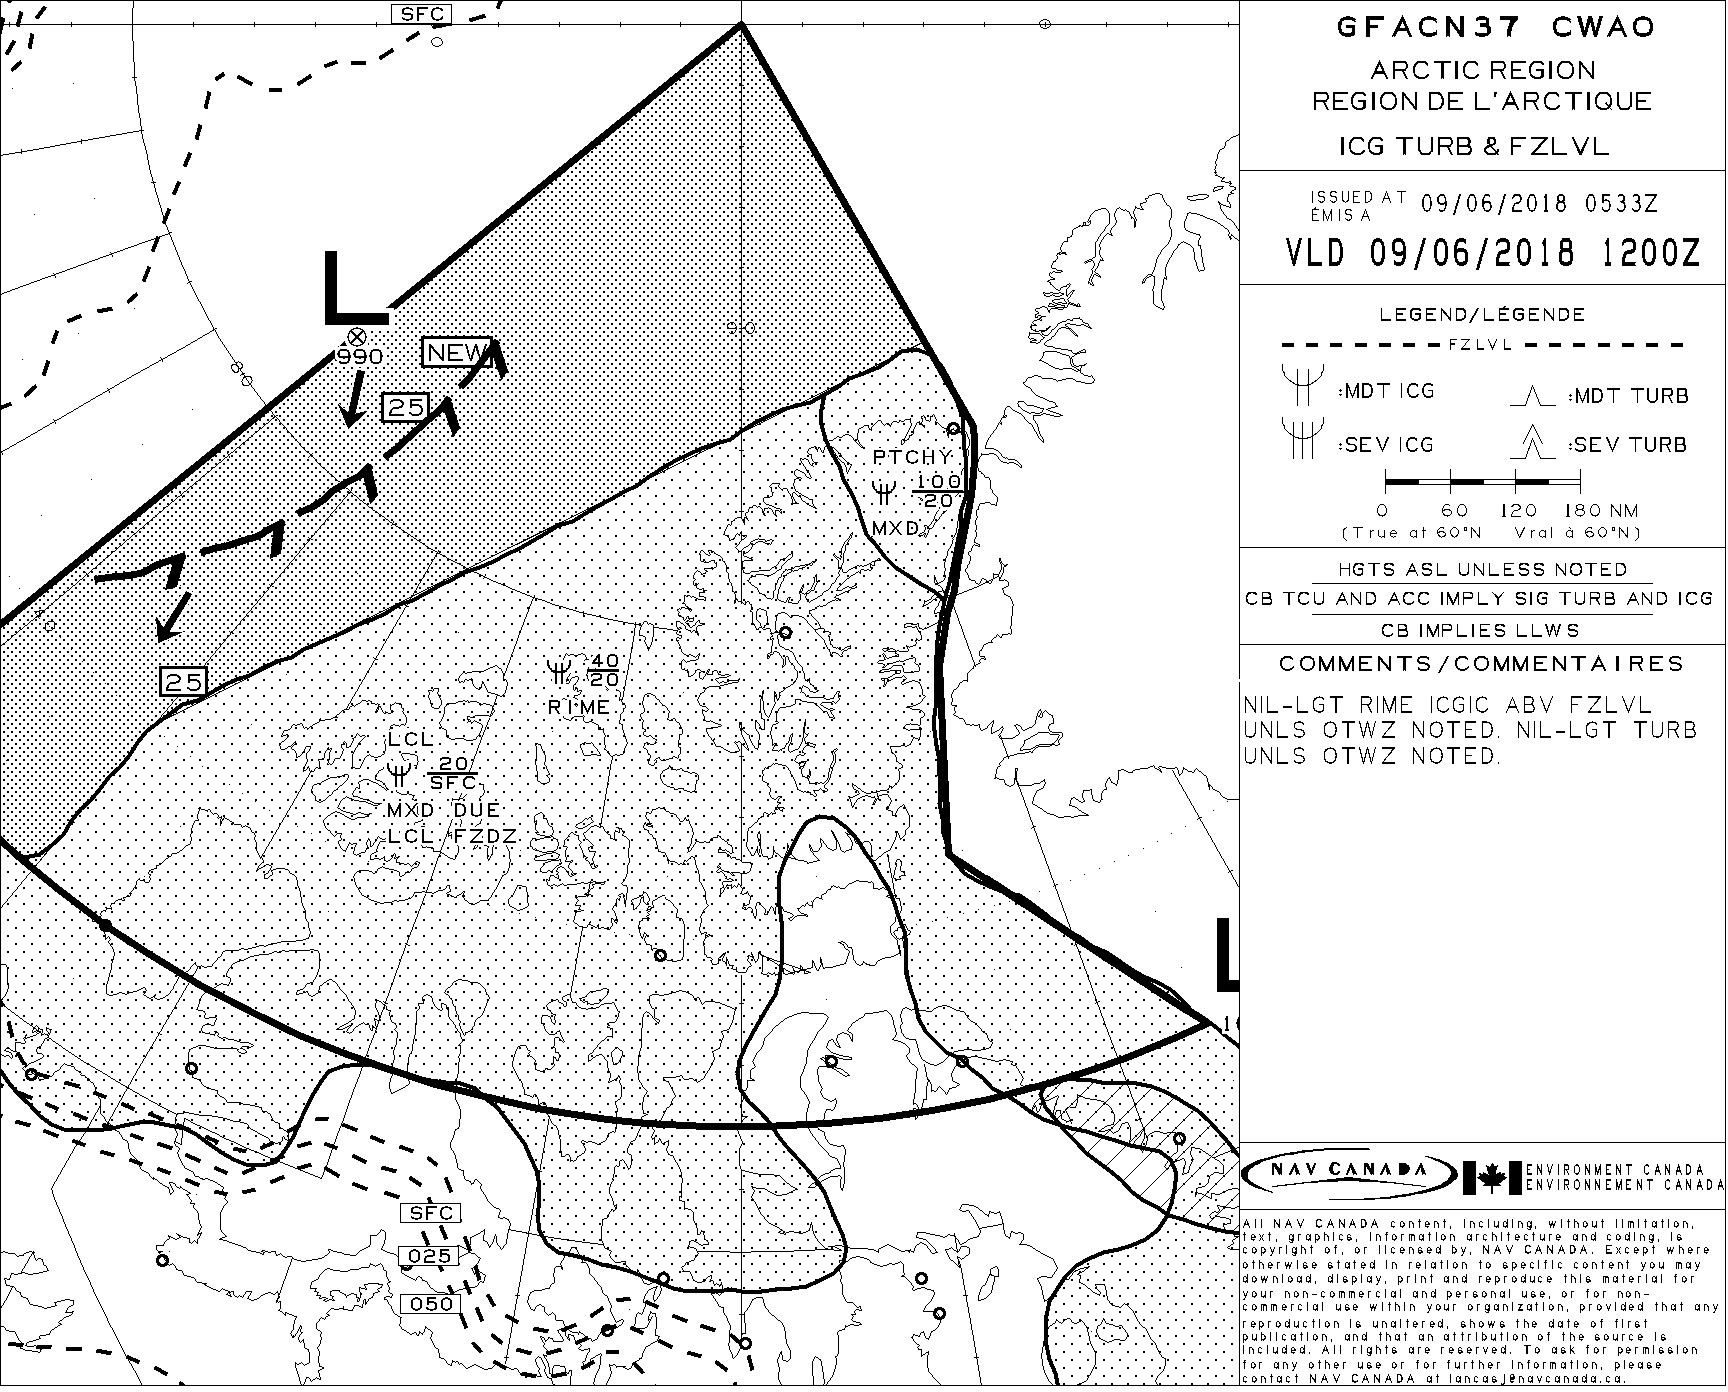 SFC
L
990
NEW
25
25
90
80
40
PTCHY
100
20
MXD
40
20
RIME
LCL
20
SFC
MXD DUE
LCL FZDZ
L
SFC
025
050
GFACN37 CWAO
ARCTIC REGION
REGION DE L'ARCTIQUE
ICG TURB & FZLVL
ISSUED AT 09/06/2018 0533Z
ÉMIS A
VLD 09/06/2018 1200Z
LEGEND/LÉGENDE
FZLVL
:MDT ICG :MDT TURB
:SEV ICG :SEV TURB
0 60 120 180 NM
(True at 60°N Vrai à 60°N)
HGTS ASL UNLESS NOTED
CB TCU AND ACC IMPLY SIG TURB AND ICG
CB IMPLIES LLWS
COMMENTS/COMMENTAIRES
NIL-LGT RIME ICGIC ABV FZLVL
UNLS OTWZ NOTED. NIL-LGT TURB
UNLS OTWZ NOTED.
NAV CANADA
ENVIRONMENT CANADA
ENVIRONNEMENT CANADA
All NAV CANADA content, including, without limitation,
text, graphics, information architecture and coding, is
copyright of, or licensed by, NAV CANADA. Except where
otherwise stated in relation to specific content you may
download, display, print and reproduce this material for
your non-commercial and personal use, or for non-
commercial use within your organization, provided that any
reproduction is unaltered, shows the date of first
publication, and that an attribution of the source is
included. All rights are reserved. To ask for permission
for any other use or for further information, please
contact NAV CANADA at lancasj@navcanada.ca.